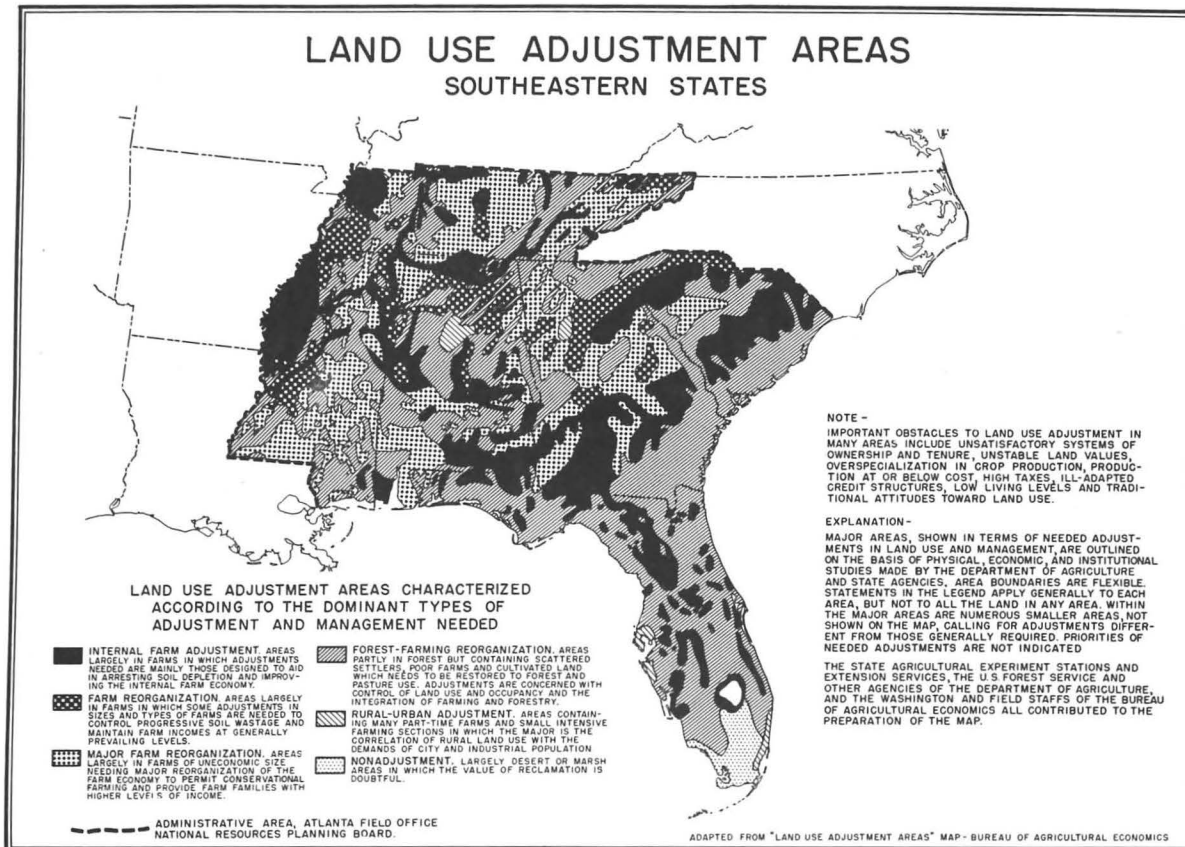 LAND USE ADJUSTMENT AREAS
SOUTHEASTERN STATES
NOTE -
IMPORTANT OBSTACLES TO LAND USE ADJUSTMENT IN
MANY AREAS INCLUDE UNSATISFACTORY SYSTEMS OF
OWNERSHIP AND TENURE, UNSTABLE LAND VALUES,
OVERSPECIALIZATION IN CROP PRODUCTION, PRODUC-
TION AT OR BELOW COST, HIGH TAXES, ILL-ADAPTED
CREDIT STRUCTURES, LOW LIVING LEVELS AND TRADI-
TIONAL ATTITUDES TOWARD LAND USE.
EXPLANATION -
MAJOR AREAS, SHOWN IN TERMS OF NEEDED ADJUST-
MENTS IN LAND USE AND MANAGEMENT, ARE OUTLINED
ON THE BASIS OF PHYSICAL, ECONOMIC, AND INSTITUTIONAL
STUDIES MADE BY THE DEPARTMENT OF AGRICULTURE
AND STATE AGENCIES, AREA BOUNDARIES ARE FLEXIBLE.
STATEMENTS IN THE LEGEND APPLY GENERALLY TO EACH
AREA, BUT NOT TO ALL THE LAND IN ANY AREA. WITHIN
THE MAJOR AREAS ARE NUMEROUS SMALLER AREAS, NOT
SHOWN ON THE MAP, CALLING FOR ADJUSTMENTS DIFFER-
ENT FROM THOSE GENERALLY REQUIRED. PRIORITIES OF
NEEDED ADJUSTMENTS ARE NOT INDICATED
THE STATE AGRICULTURAL EXPERIMENT STATIONS AND
EXTENSION SERVICES, THE U.S. FOREST SERVICE AND
OTHER AGENCIES OF THE DEPARTMENT OF AGRICULTURE,
AND THE WASHINGTON AND FIELD STAFFS OF THE BUREAU
OF AGRICULTURAL ECONOMICS ALL CONTRIBUTED TO THE
PREPARATION OF THE MAP.
LAND USE ADJUSTMENT AREAS CHARACTERIZED
ACCORDING TO THE DOMINANT TYPES OF
ADJUSTMENT AND MANAGEMENT NEEDED
INTERNAL FARM ADJUSTMENT. AREAS
LARGELY IN FARMS IN WHICH ADJUSTMENTS
NEEDED ARE MAINLY THOSE DESIGNED TO AID
IN ARRESTING SOIL DEPLETION AND IMPROV-
ING THE INTERNAL FARM ECONOMY.
FARM REORGANIZATION. AREAS LARGELY
IN FARMS IN WHICH SOME ADJUSTMENTS IN
SIZES AND TYPES OF FARMS ARE NEEDED TO
CONTROL PROGRESSIVE SOIL WASTAGE AND
MAINTAIN FARM INCOMES AT GENERALLY
PREVAILING LEVELS.
MAJOR FARM REORGANIZATION. AREAS
LARGELY IN FARMS OF UNECONOMIC SIZE
NEEDING MAJOR REORGANIZATION OF THE
FARM ECONOMY TO PERMIT CONSERVATIONAL
FARMING AND PROVIDE FARM FAMILIES WITH
HIGHER LEVELS OF INCOME.
FOREST-FARMING REORGANIZATION. AREAS
PARTLY IN FOREST BUT CONTAINING SCATTERED
SETTLERS, POOR FARMS AND CULTIVATED LAND
WHICH NEEDS TO BE RESTORED TO FOREST AND
PASTURE USE. ADJUSTMENTS ARE CONCERNED WITH
CONTROL OF LAND USE AND OCCUPANCY AND THE
INTEGRATION OF FARMING AND FORESTRY.
RURAL-URBAN ADJUSTMENT. AREAS CONTAIN-
ING MANY PART-TIME FARMS AND SMALL INTENSIVE
FARMING SECTIONS IN WHICH THE MAJOR IS THE
CORRELATION OF RURAL LAND USE WITH THE
DEMANDS OF CITY AND INDUSTRIAL POPULATION
NONADJUSTMENT. LARGELY DESERT OR MARSH
AREAS IN WHICH THE VALUE OF RECLAMATION IS
DOUBTFUL.
ADMINISTRATIVE AREA, ATLANTA FIELD OFFICE
NATIONAL RESOURCES PLANNING BOARD.
ADAPTED FROM "LAND USE ADJUSTMENT AREAS" MAP - BUREAU OF AGRICULTURAL ECONOMICS